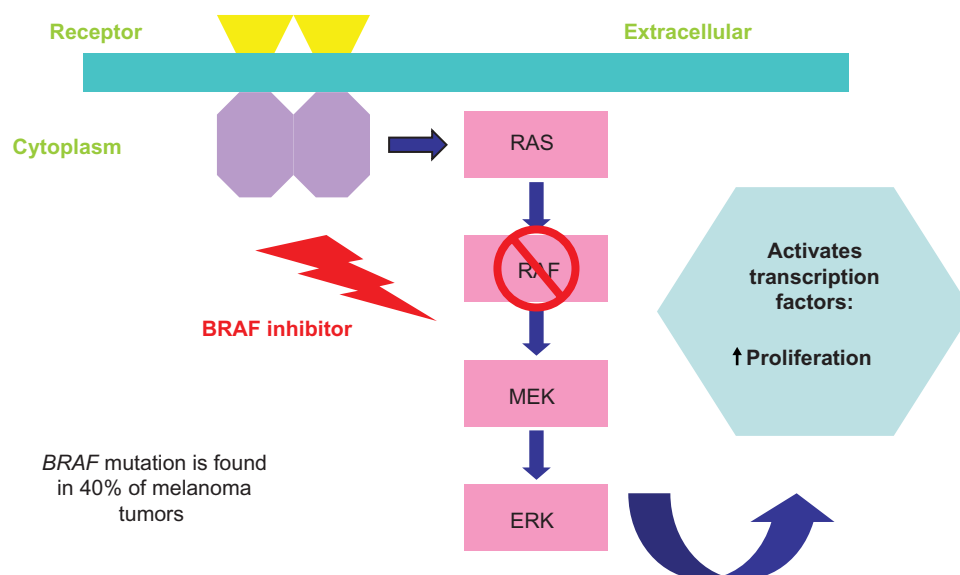 Receptor
Extracellular
Cytoplasm
RAS
RAF
BRAF inhibitor
MEK
ERK
Activates
transcription
factors:
Proliferation
BRAF mutation is found
in 40% of melanoma
tumors